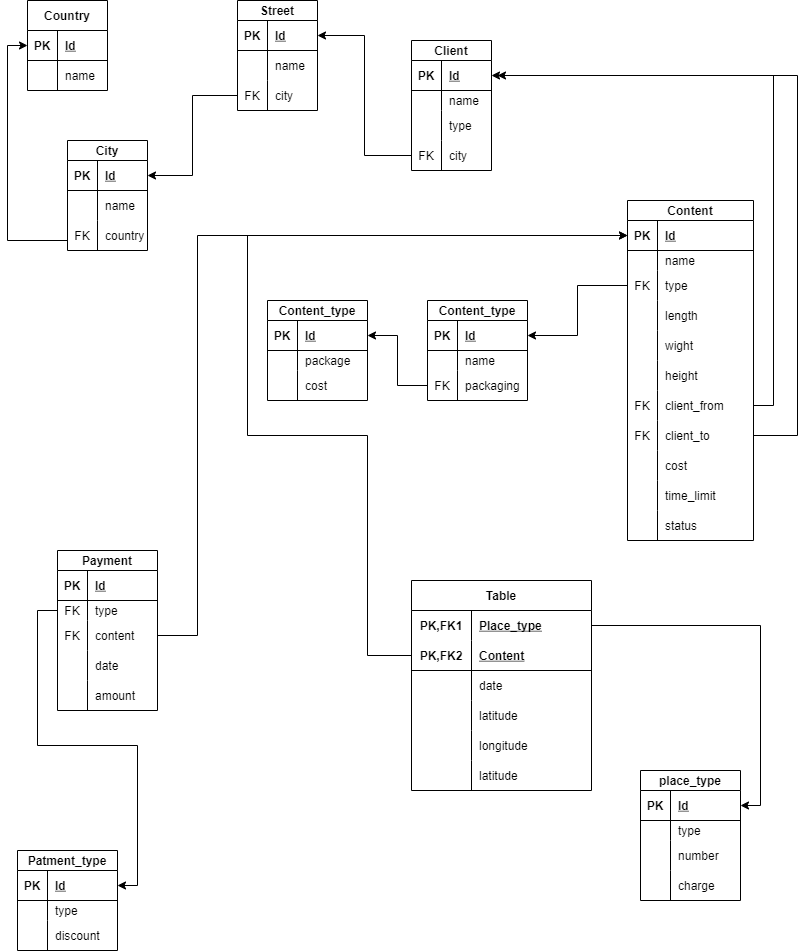 Country
PK Id
name
Street
PK Id
name
FK city
Client
PK Id
name
type
FK city
City
PK Id
name
FK country
Content
PK Id
name
FK type
length
wight
height
FK client_from
FK client_to
cost
time_limit
status
Content_type
PK Id
package
cost
Content_type
PK Id
name
FK packaging
Payment
PK Id
FK type
FK content
date
amount
Table
PK,FK1 Place_type
PK,FK2 Content
date
latitude
longitude
latitude
place_type
PK Id
type
number
charge
Patment_type
PK Id
type
discount